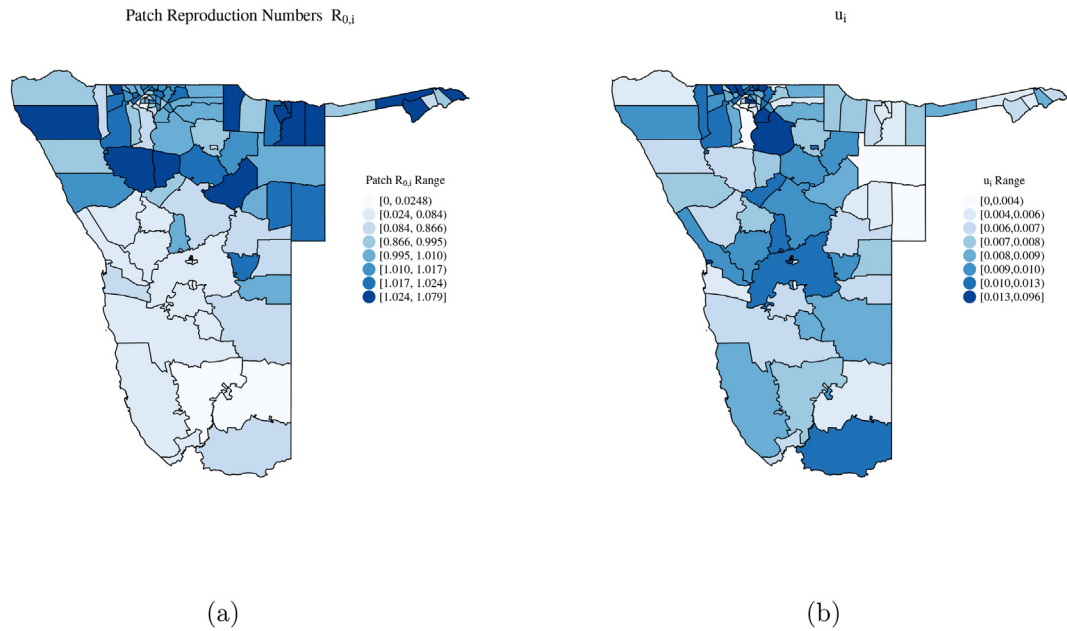 Patch Reproduction Numbers R0,i
Patch R0,i Range
[0, 0.0248)
[0.024, 0.084)
[0.084, 0.866)
[0.866, 0.995)
[0.995, 1.010)
[1.010, 1.017)
[1.017, 1.024)
[1.024, 1.079]
(a)
ui
ui Range
[0,0.004)
[0.004,0.006)
[0.006,0.007)
[0.007,0.008)
[0.008,0.009)
[0.009,0.010)
[0.010,0.013)
[0.013,0.096]
(b)